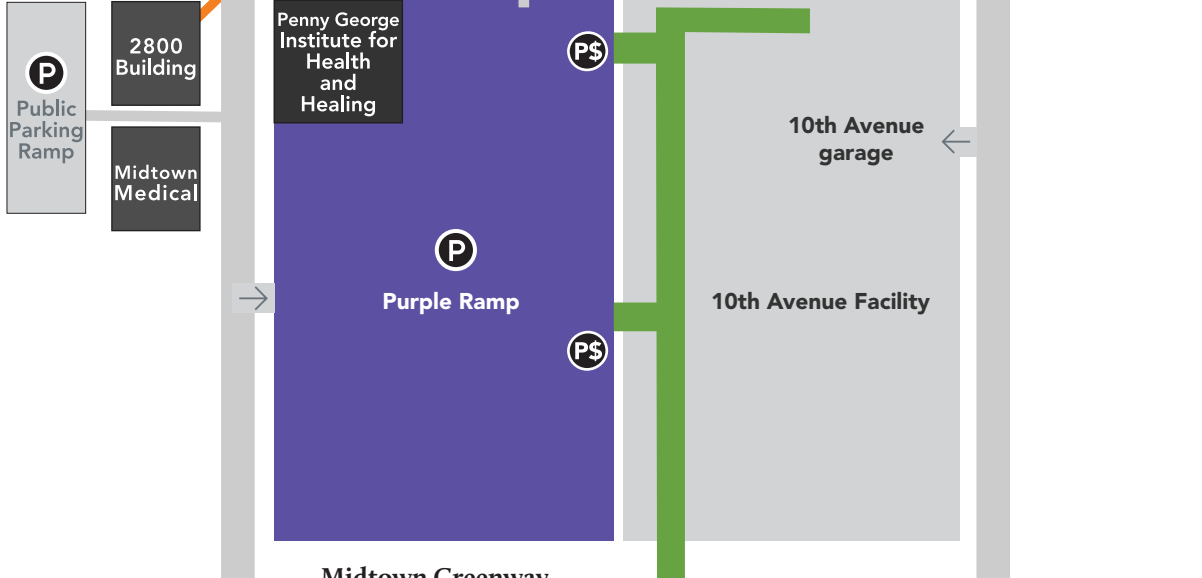 P
Public
Parking
Ramp
2800
Building
Midtown
Medical
Penny George
Institute for
Health
and
Healing
P$
10th Avenue
garage
P
Purple Ramp
10th Avenue Facility
P$
Midtown Greenway